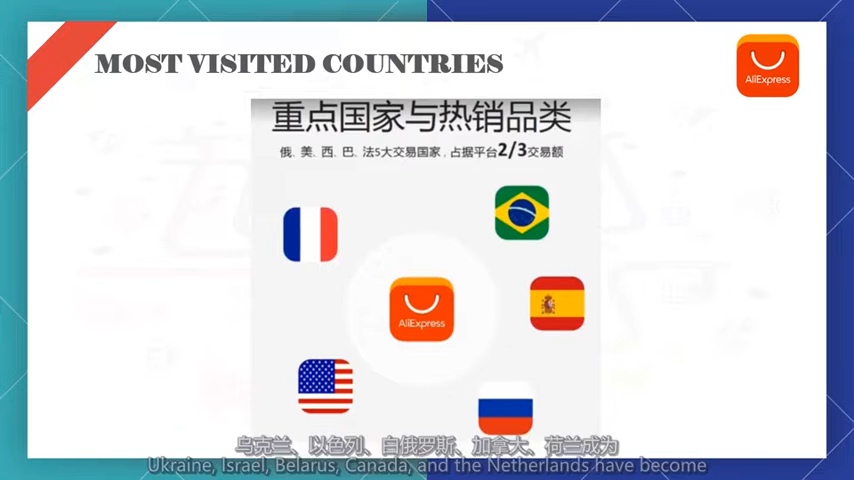 MOST VISITED COUNTRIES
AliExpress
重点国家与热销品类
俄、美、西、巴、法5大交易国家，占据平台2/3交易额
AliExpress
乌克兰、以色列、白俄罗斯、加拿大、荷兰成为
Ukraine, Israel, Belarus, Canada, and the Netherlands have become